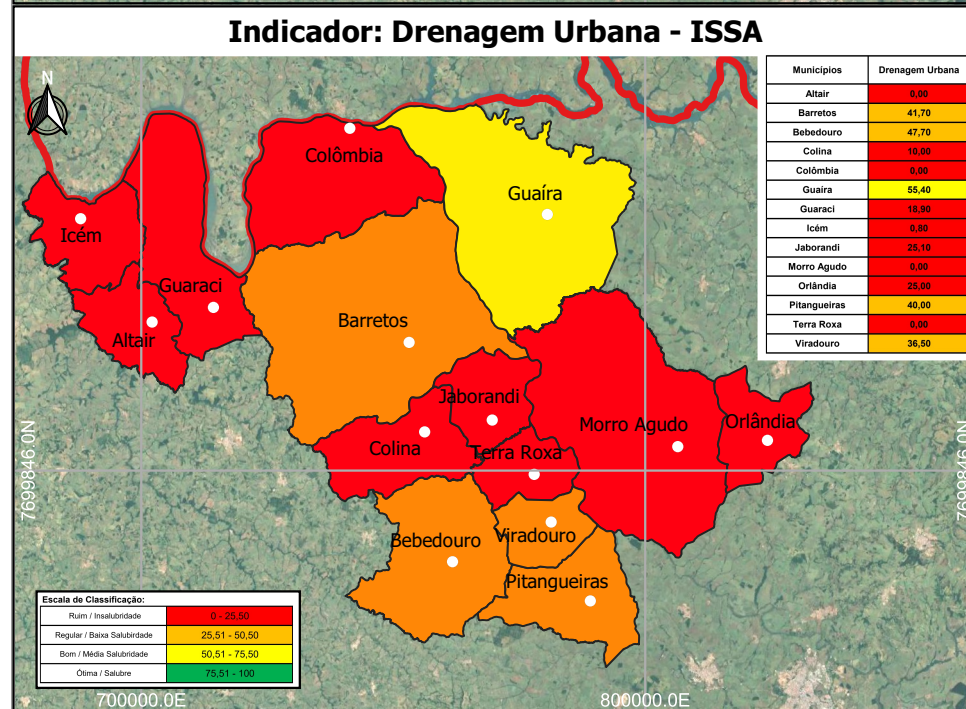 Indicador: Drenagem Urbana - ISSA
N
Municípios Drenagem Urbana
Altair 0,00
Barretos 41,70
Bebedouro 47,70
Colina 10,00
Colômbia 0,00
Guaíra 55,40
Guaraci 18,90
Icém 0,80
Jaborandi 25,10
Morro Agudo 0,00
Orlândia 25,00
Pitangueiras 40,00
Terra Roxa 0,00
Viradouro 36,50
Colômbia
Guaíra
Icém
Guaraci
Barretos
Altair
Jaborandi
Morro Agudo
Orlândia
Colina
Terra Roxa
Bebedouro
Viradouro
Pitangueiras
7699846.0N
7699846.0N
Escala de Classificação:
Ruim / Insalubridade 0 - 25,50
Regular / Baixa Salubirdade 25,51 - 50,50
Bom / Média Salubridade 50,51 - 75,50
Ótima / Salubre 75,51 - 100
700000.0E
800000.0E